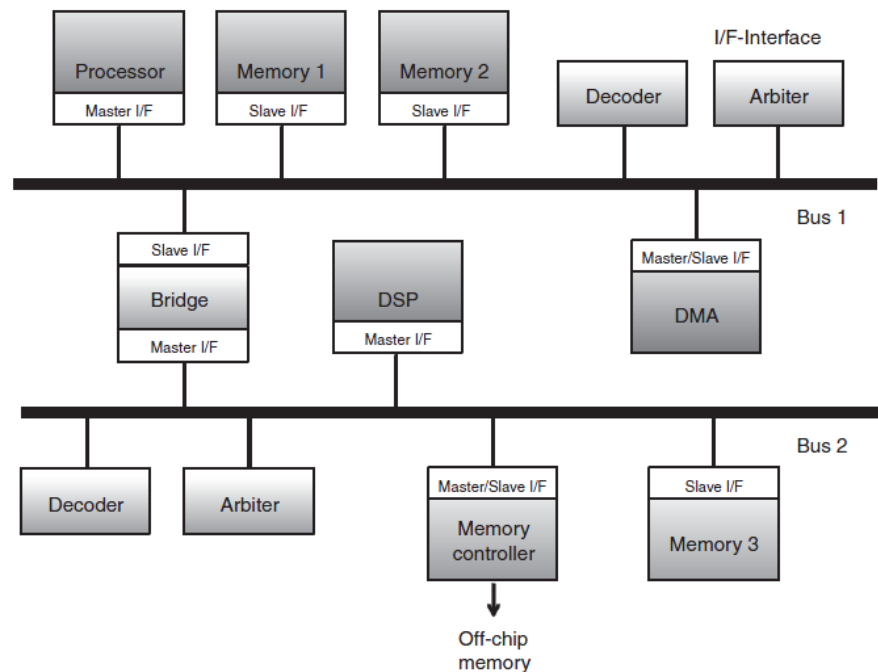 I/F-Interface
Processor
Master I/F
Memory 1
Slave I/F
Memory 2
Slave I/F
Decoder
Arbiter
Bus 1
Slave I/F
Bridge
Master I/F
DSP
Master I/F
Master/Slave I/F
DMA
Bus 2
Decoder
Arbiter
Master/Slave I/F
Memory
controller
Slave I/F
Memory 3
Off-chip
memory